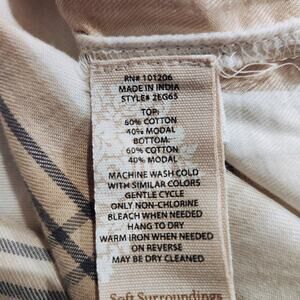 RN# 101206
MADE IN INDIA
STYLE# 2EG65
TOP:
60% COTTON
40% MODAL
BOTTOM:
60% COTTON
40% MODAL
MACHINE WASH COLD
WITH SIMILAR COLORS
GENTLE CYCLE
ONLY NON-CHLORINE
BLEACH WHEN NEEDED
HANG TO DRY
WARM IRON WHEN NEEDED
ON REVERSE
MAY BE DRY CLEANED
Soft Surroundings